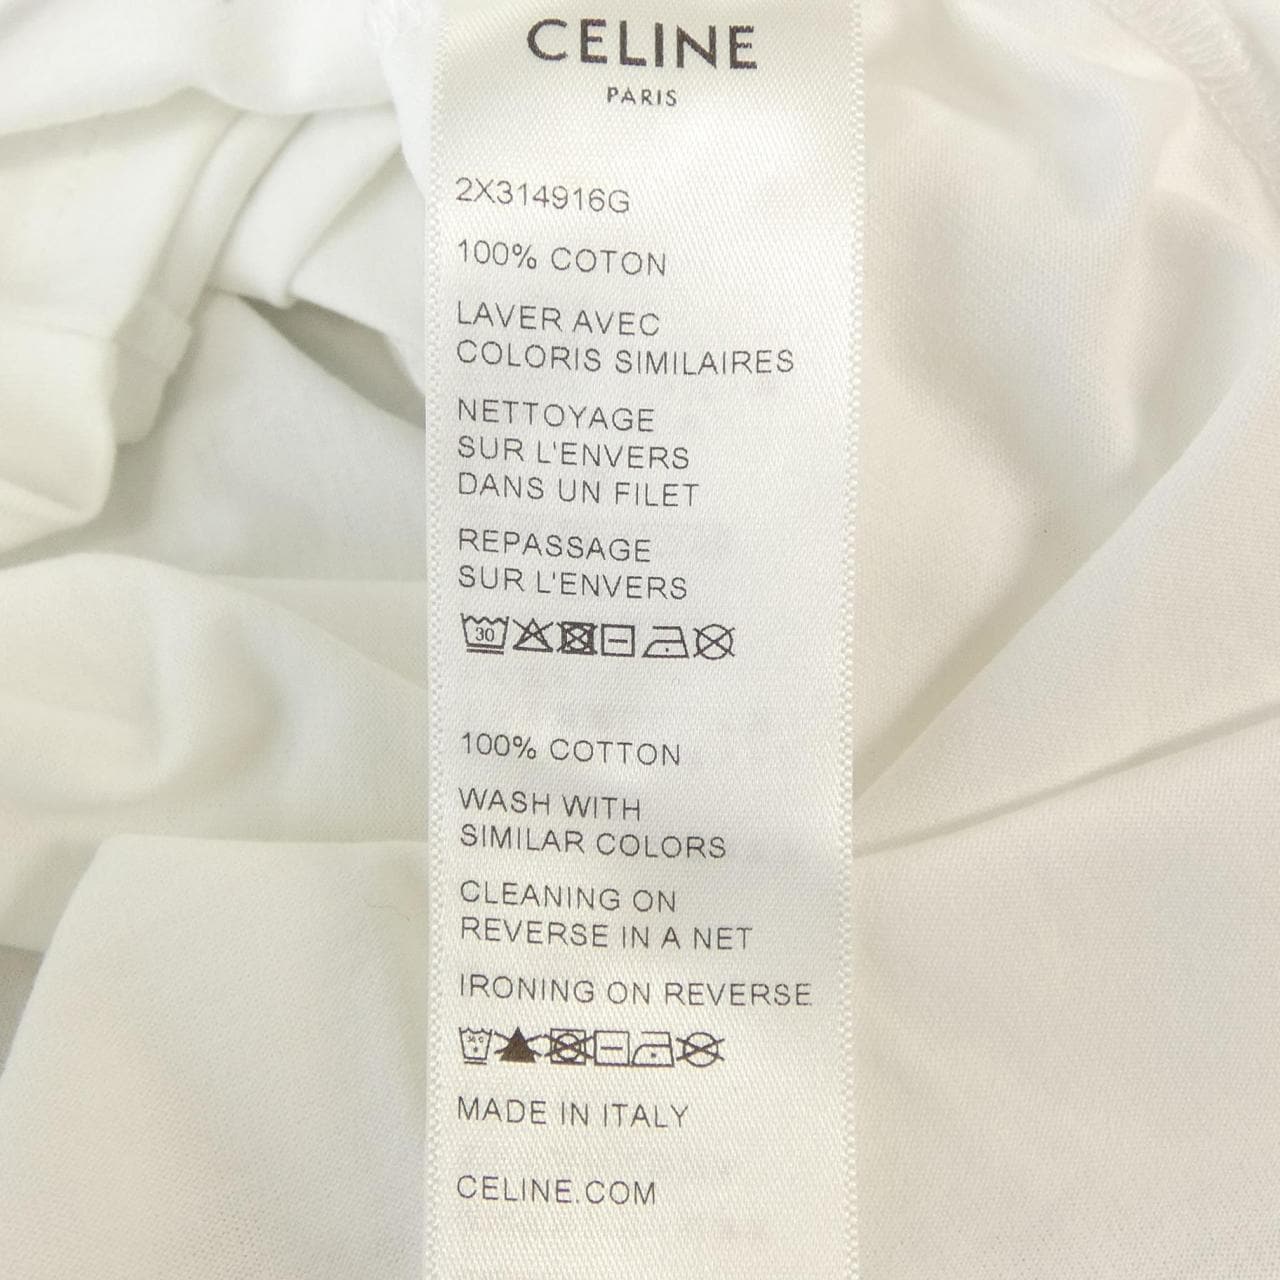 CELINE
PARIS
2X314916G
100% COTON
LAVER AVEC
COLORIS SIMILAIRES
NETTOYAGE
SUR L'ENVERS
DANS UN FILET
REPASSAGE
SUR L'ENVERS
30
100% COTTON
WASH WITH
SIMILAR COLORS
CLEANING ON
REVERSE IN A NET
IRONING ON REVERSE
MADE IN ITALY
CELINE.COM